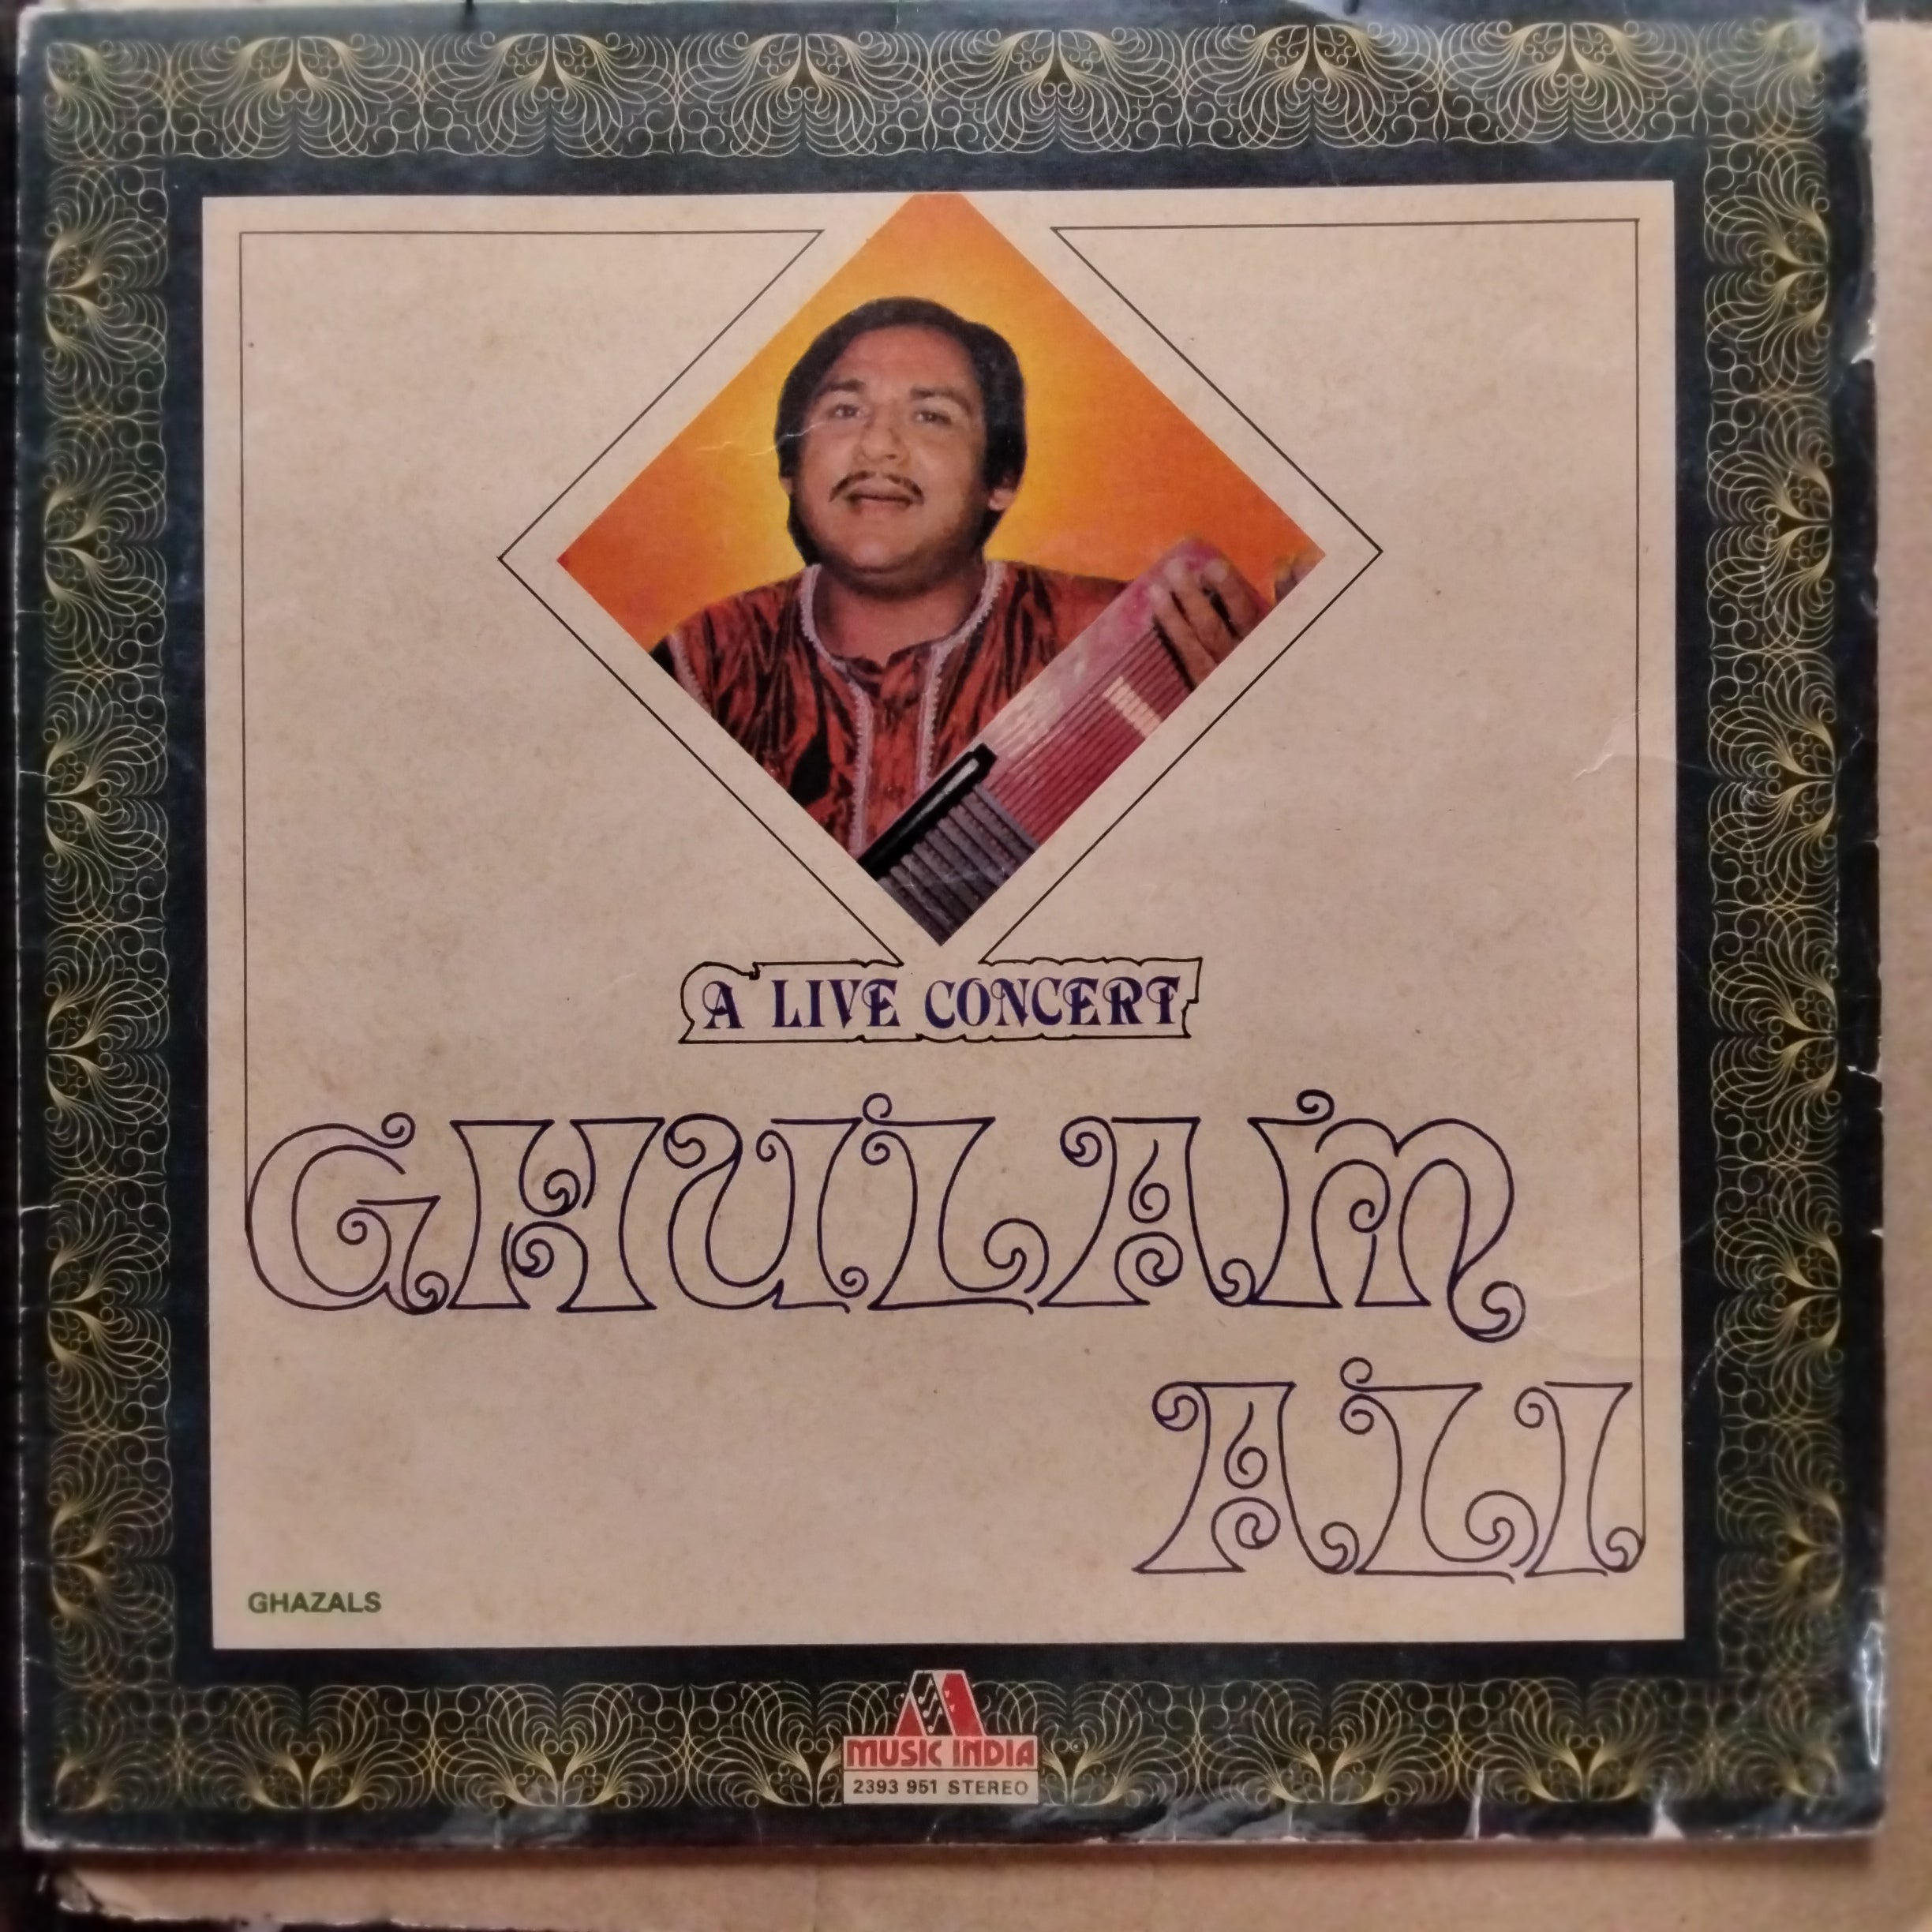 A LIVE CONCERT
GHULAM
ALI
GHAZALS
MUSIC INDIA
2393 951 STEREO